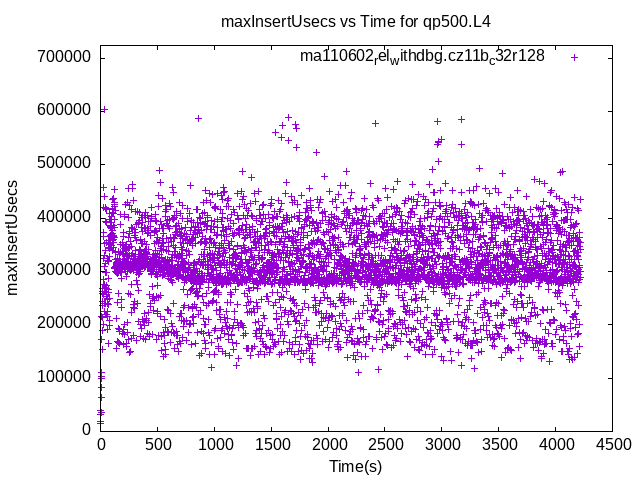 maxInsertUsecs vs Time for qp500.L4
ma110602relwithdbg.cz11bc32r128
700000
600000
500000
400000
300000
200000
100000
0
maxInsertUsecs
0 500 1000 1500 2000 2500 3000 3500 4000 4500
Time(s)